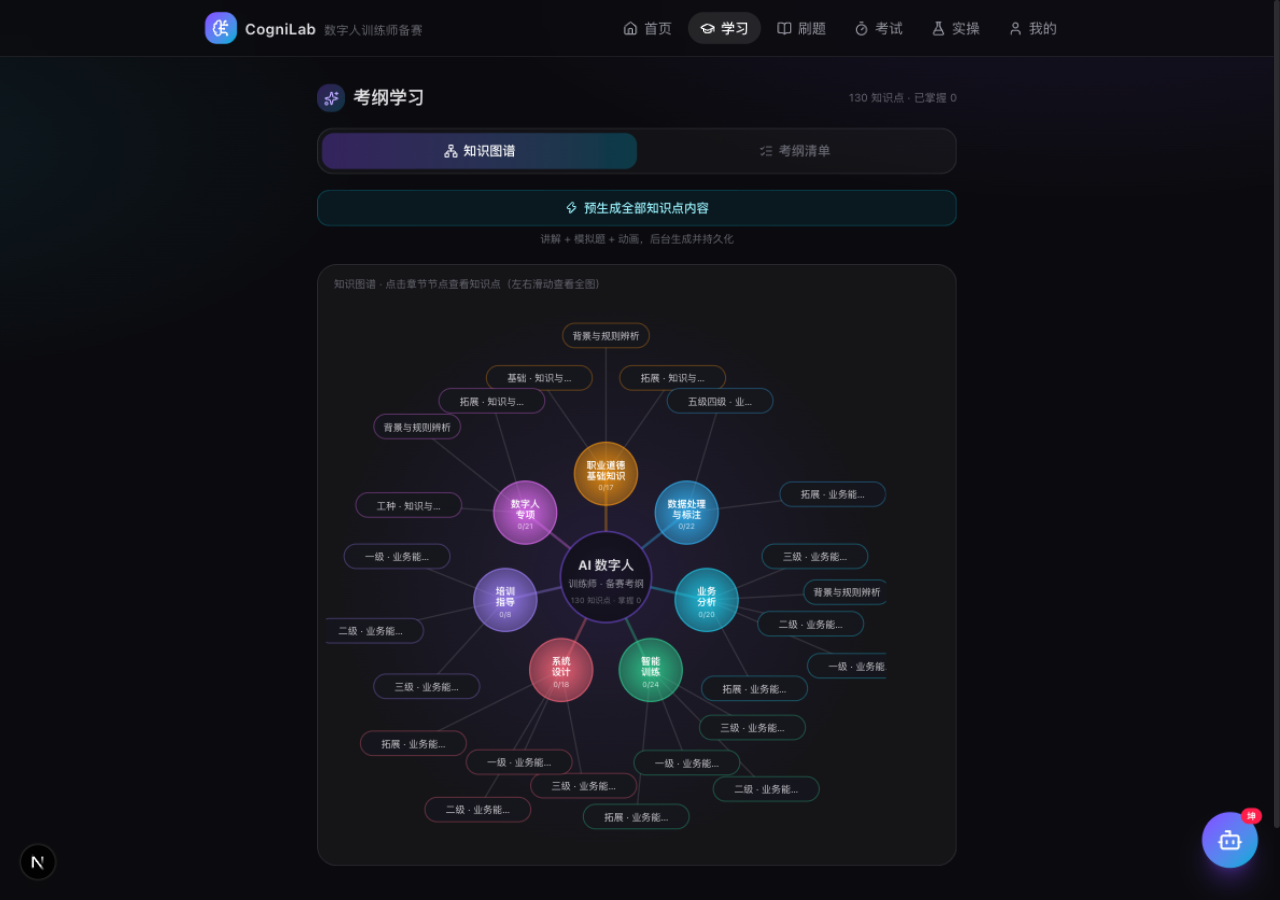 CogniLab 数字人训练师备赛
首页
学习
刷题
考试
实操
我的
考纲学习
130 知识点 · 已掌握 0
知识图谱
考纲清单
预生成全部知识点内容
讲解 + 模拟题 + 动画，后台生成并持久化
知识图谱 · 点击章节节点查看知识点（左右滑动查看全图）
背景与规则辨析
基础 · 知识与...
拓展 · 知识与...
拓展 · 知识与...
五级四级 · 业...
背景与规则辨析
职业道德
基础知识
0/17
工种 · 知识与...
数字人
专项
0/21
数据处理
与标注
0/22
拓展 · 业务能...
一级 · 业务能...
AI 数字人
训练师 · 备赛考纲
130 知识点 · 掌握 0
三级 · 业务能...
培训
指导
0/8
业务
分析
0/20
背景与规则辨析
二级 · 业务能...
二级 · 业务能...
系统
设计
0/18
智能
训练
0/24
一级 · 业务能
三级 · 业务能...
拓展 · 业务能...
三级 · 业务能...
拓展 · 业务能...
一级 · 业务能...
一级 · 业务能...
三级 · 业务能...
二级 · 业务能...
二级 · 业务能...
拓展 · 业务能...
坤
N